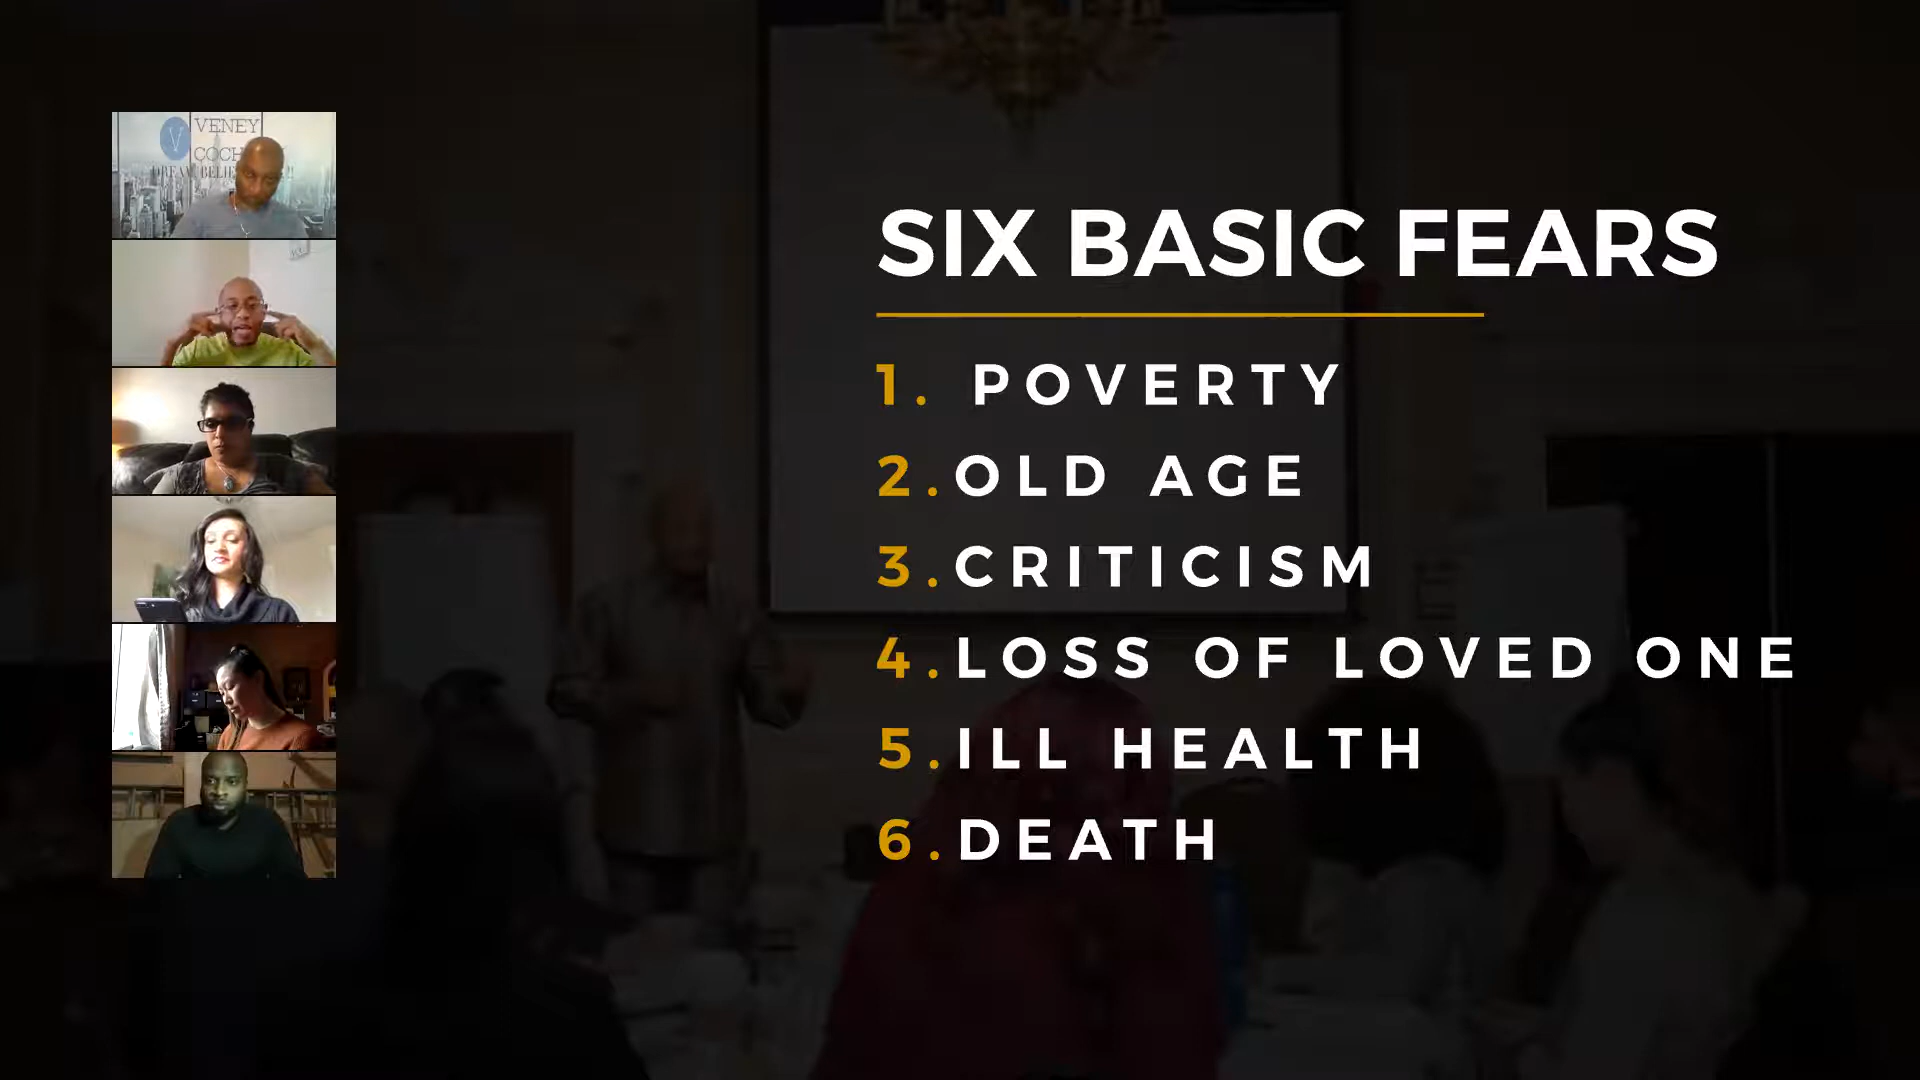 VENEY
V
SIX BASIC FEARS
1. POVERTY
2.OLD AGE
3.CRITICISM
4.LOSS OF LOVED ONE
5.ILL HEALTH
6.DEATH